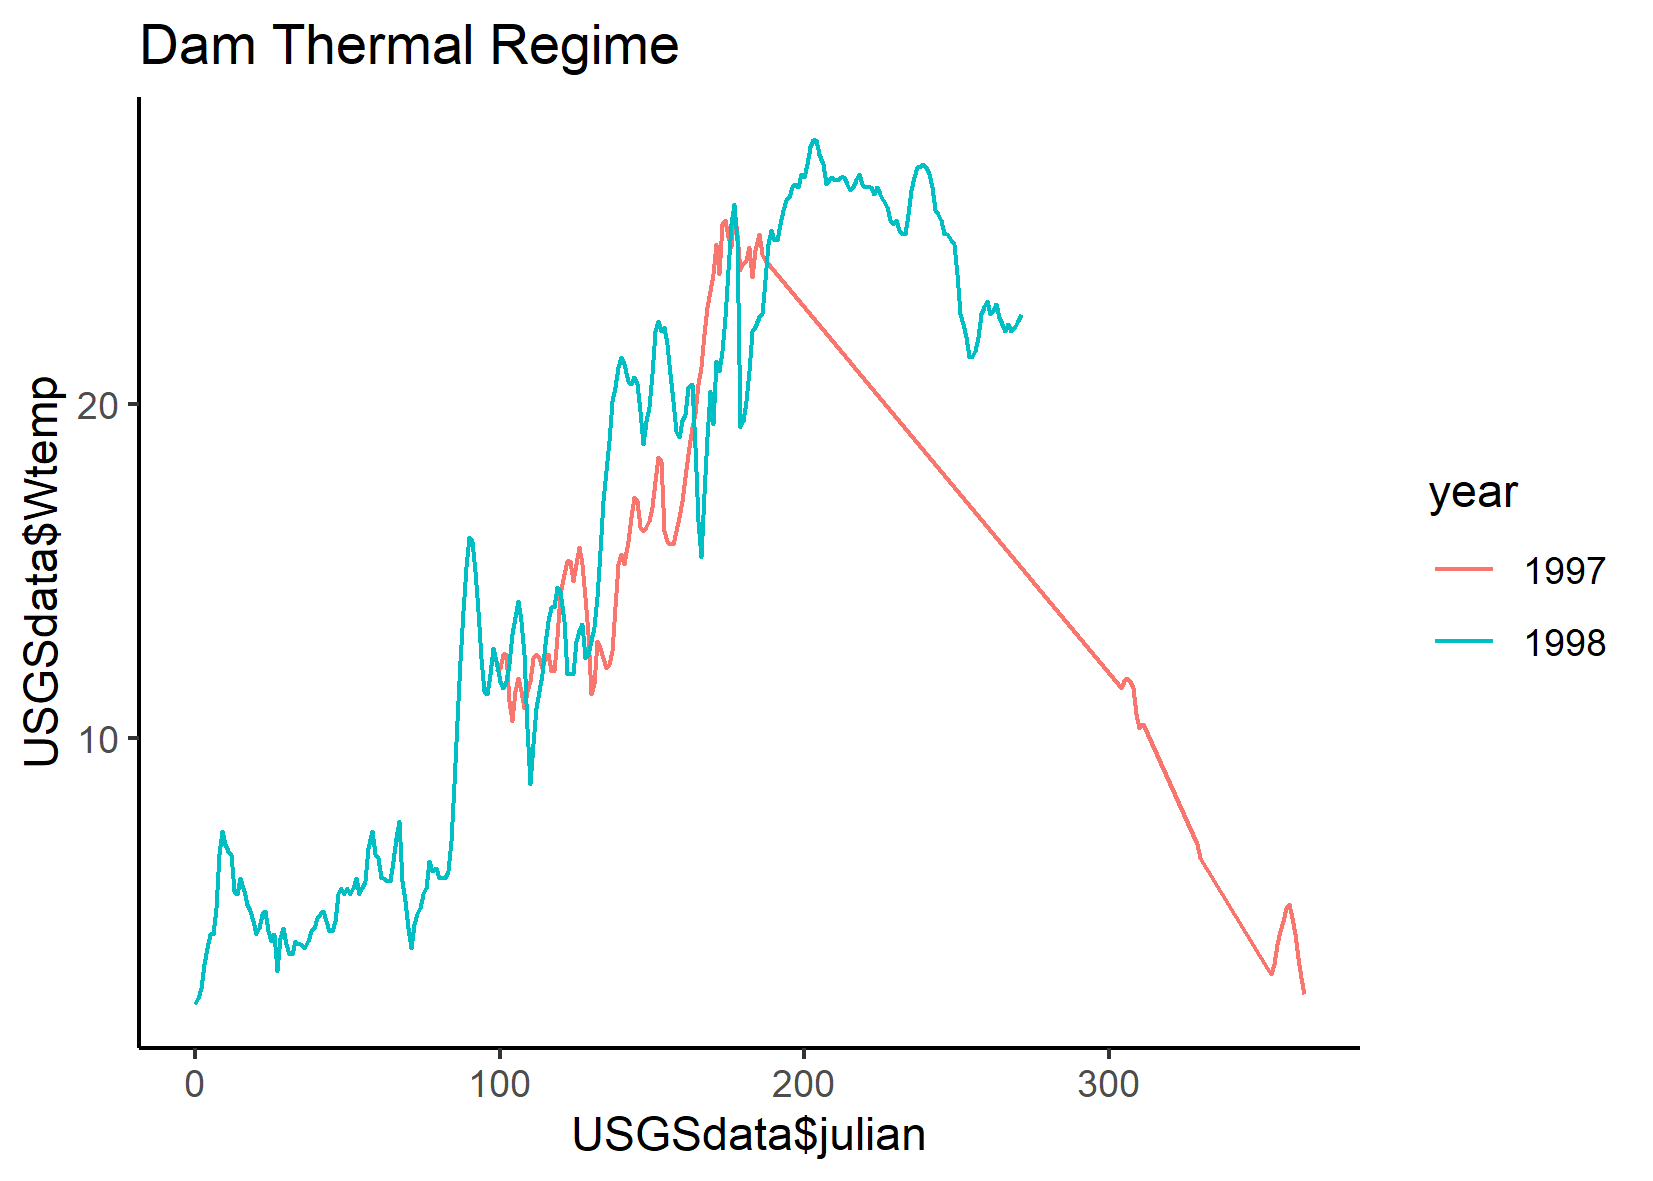 Dam Thermal Regime
USGSdata$Wtemp
20
10
0 100 200 300
USGSdata$julian
year
1997
1998